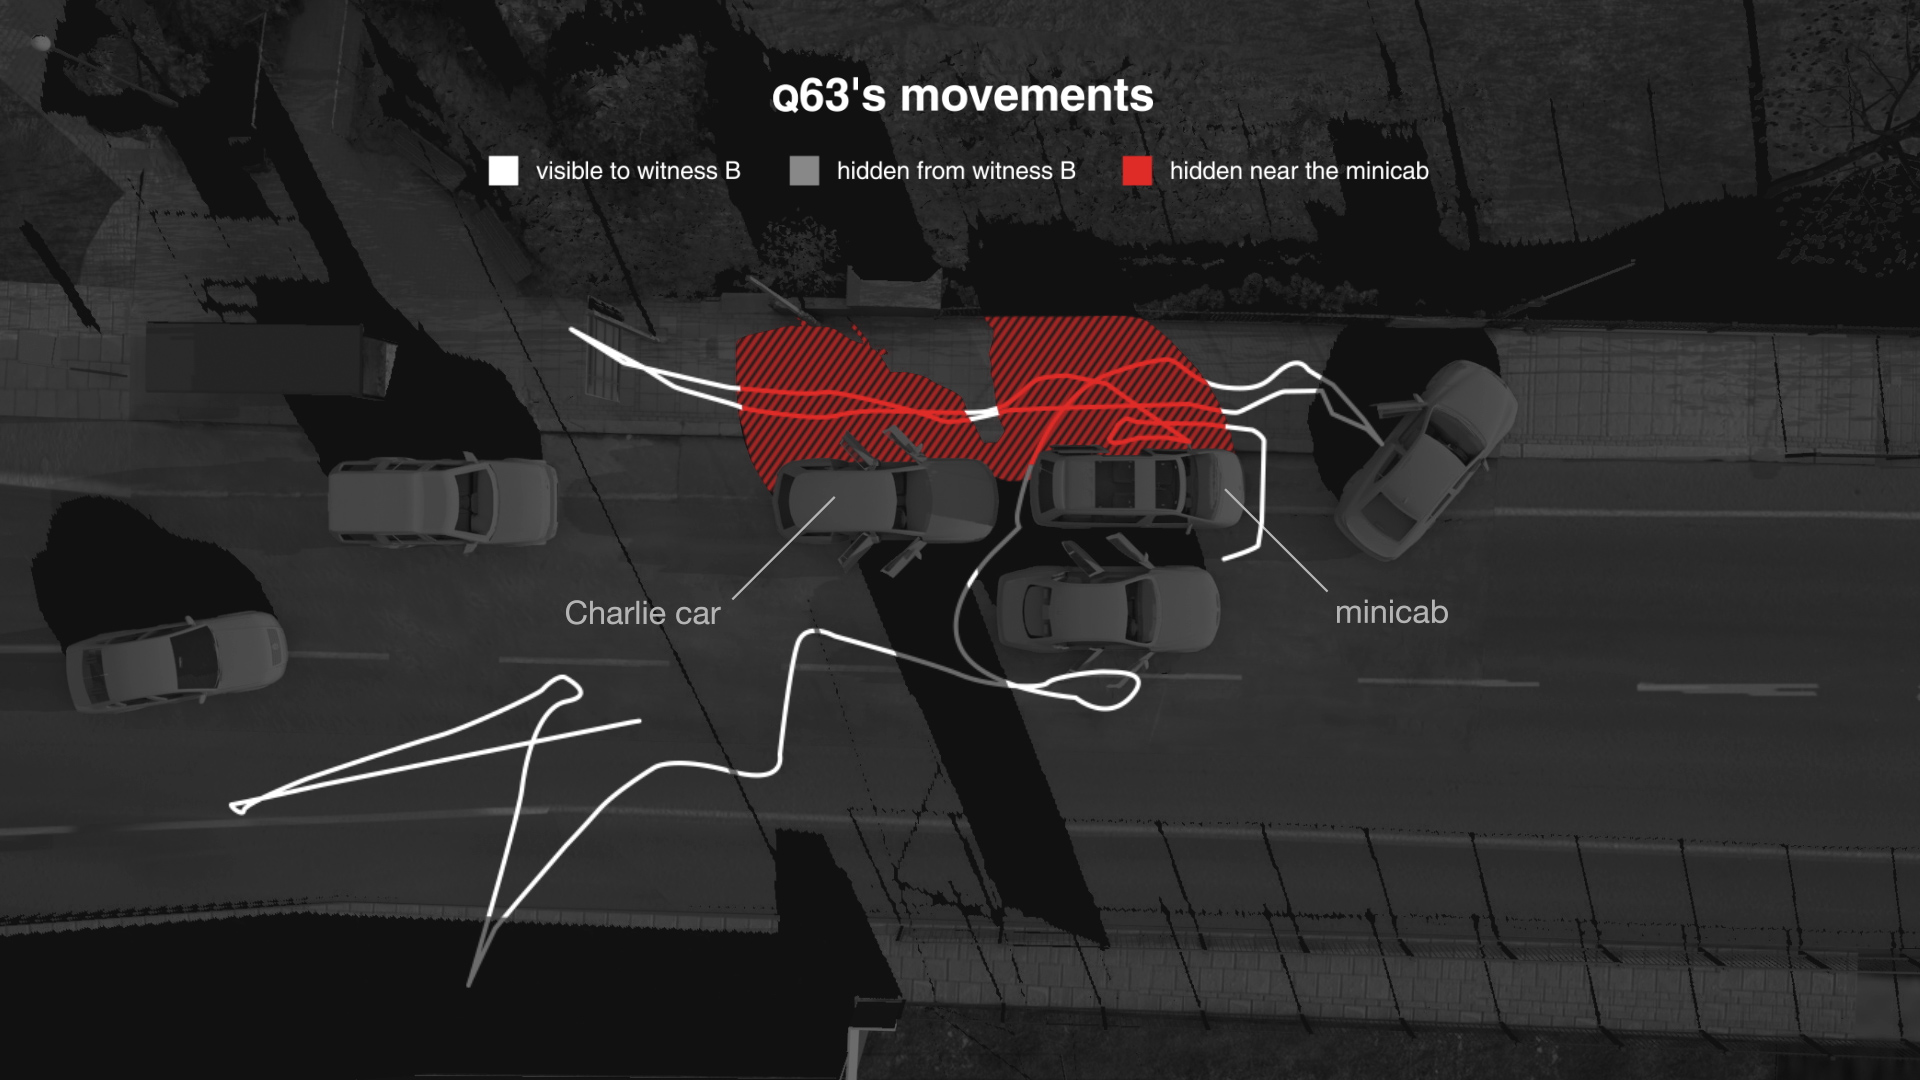 Q63's movements
visible to witness B
hidden from witness B
hidden near the minicab
Charlie car
minicab